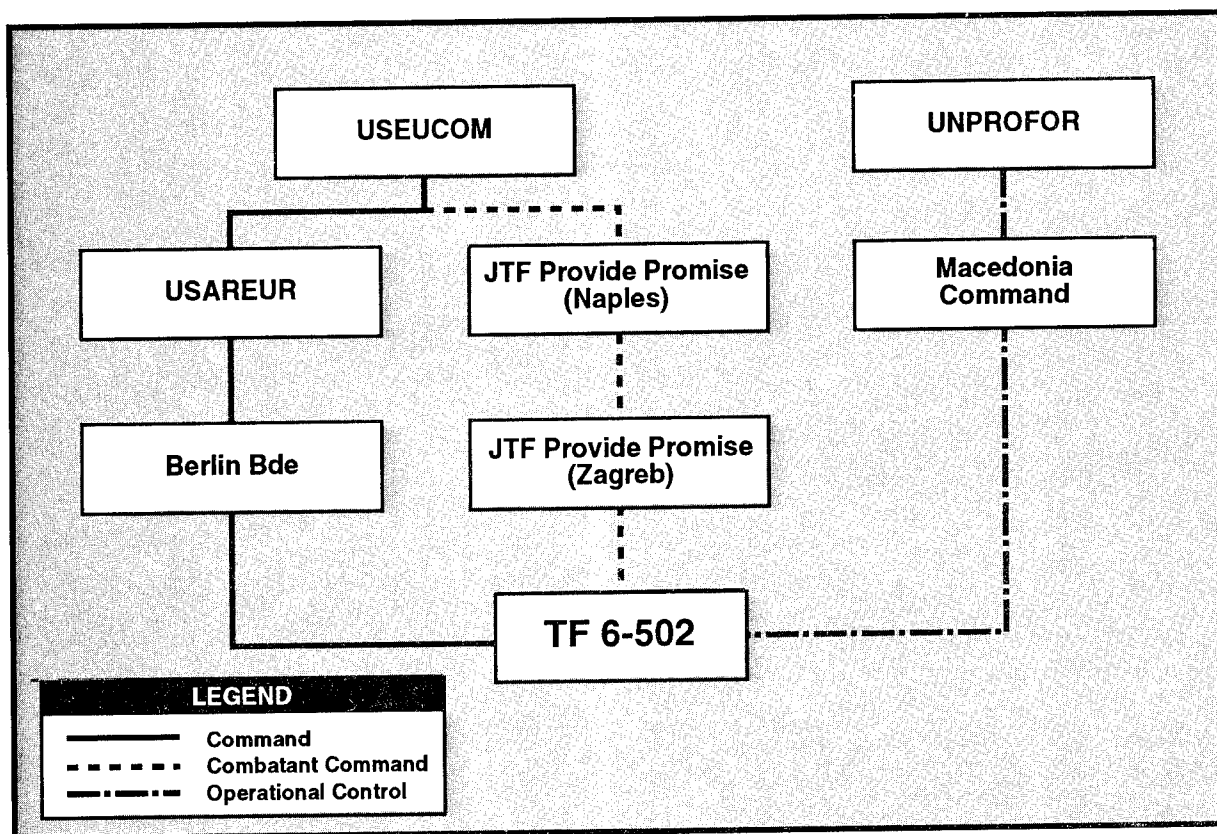 USEUCOM
UNPROFOR
USAREUR
JTF Provide Promise
(Naples)
Macedonia
Command
Berlin Bde
JTF Provide Promise
(Zagreb)
TF 6-502
LEGEND
Command
Combatant Command
Operational Control